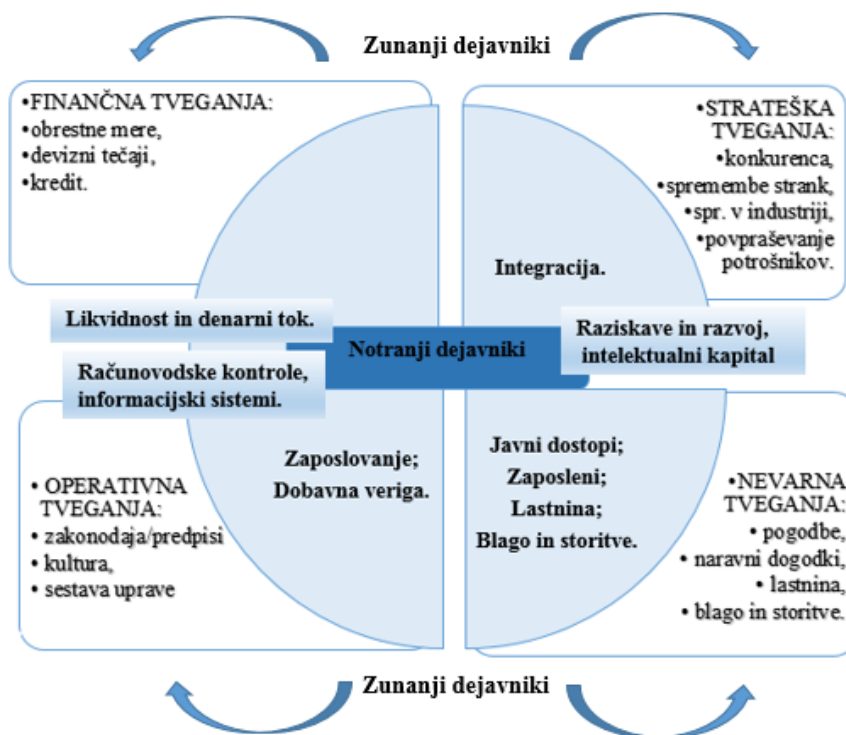 Zunanji dejavniki
•FINANČNA TVEGANJA:
•obrestne mere,
•devizni tečaji,
•kredit.
•STRATEŠKA
TVEGANJA:
•konkurenca,
•spremembe strank,
•spr. v industriji,
•povpraševanje
potrošnikov.
Integracija.
Likvidnost in denarni tok.
Računovodske kontrole,
informacijski sistemi.
Notranji dejavniki
Raziskave in razvoj,
intelektualni kapital
• OPERATIVNA
TVEGANJA:
• zakonodaja/predpisi
• kultura,
• sestava uprave
Zaposlovanje;
Dobavna veriga.
Javni dostopi;
Zaposleni;
Lastnina;
Blago in storitve.
•NEVARNA
TVEGANJA:
• pogodbe,
• naravni dogodki,
• lastnina,
• blago in storitve.
Zunanji dejavniki